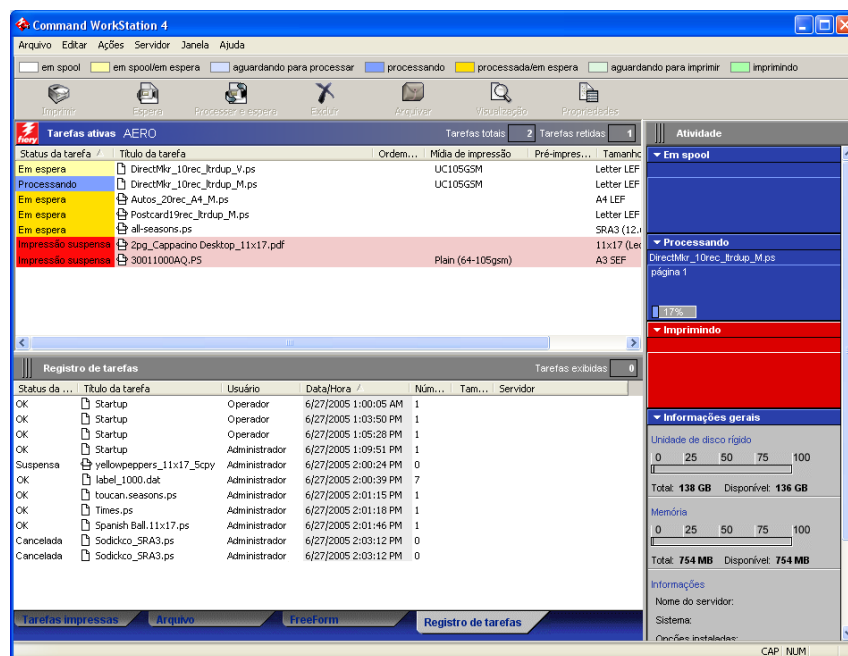 Command WorkStation 4
Arquivo Editar Ações Servidor Janela Ajuda
em spool em spool/em espera aguardando para processar processando processada/em espera aguardando para imprimir imprimindo
Imprimir Espera Processar e espera Excluir Arquivar Visualização Propriedades
fiery Tarefas ativas AERO Tarefas totais 2 Tarefas retidas 1
Status da tarefa Título da tarefa Ordem... Mídia de impressão Pré-impres... Tamanho
Em espera DirectMkr_10rec_ltrdup_V.ps UC105GSM Letter LEF
Processando DirectMkr_10rec_ltrdup_M.ps UC105GSM Letter LEF
Em espera Autos_20rec_A4_M.ps A4 LEF
Em espera Postcard19rec_ltrdup_M.ps Letter LEF
Em espera all-seasons.ps SRA3 (12.
Impressão suspensa 2pg_Cappacino Desktop_11x17.pdf 11x17 (Led
Impressão suspensa 30011000AQ.PS Plain (64-105gsm) A3 SEF
Registro de tarefas Tarefas exibidas 0
Status da ... Título da tarefa Usuário Data/Hora Núm... Tam... Servidor
OK Startup Operador 6/27/2005 1:00:05 AM 1
OK Startup Operador 6/27/2005 1:03:50 PM 1
OK Startup Operador 6/27/2005 1:05:28 PM 1
OK Startup Administrador 6/27/2005 1:09:51 PM 1
Suspensa yellowpeppers_11x17_5cpy Administrador 6/27/2005 2:00:24 PM 0
OK label_1000.dat Administrador 6/27/2005 2:00:39 PM 7
OK toucan.seasons.ps Administrador 6/27/2005 2:01:15 PM 1
OK Times.ps Administrador 6/27/2005 2:01:18 PM 1
OK Spanish Ball.11x17.ps Administrador 6/27/2005 2:01:46 PM 1
Cancelada Sodickco_SRA3.ps Administrador 6/27/2005 2:03:12 PM 0
Cancelada Sodickco_SRA3.ps Administrador 6/27/2005 2:03:12 PM 0
Tarefas impressas Arquivo FreeForm Registro de tarefas
Atividade
Em spool
Processando
DirectMkr_10rec_ltrdup_M.ps
página 1
17%
Imprimindo
Informações gerais
Unidade de disco rígido
0 25 50 75 100
Total: 138 GB Disponível: 136 GB
Memória
0 25 50 75 100
Total: 754 MB Disponível: 754 MB
Informações
Nome do servidor:
Sistema:
Opções instaladas:
CAP NUM